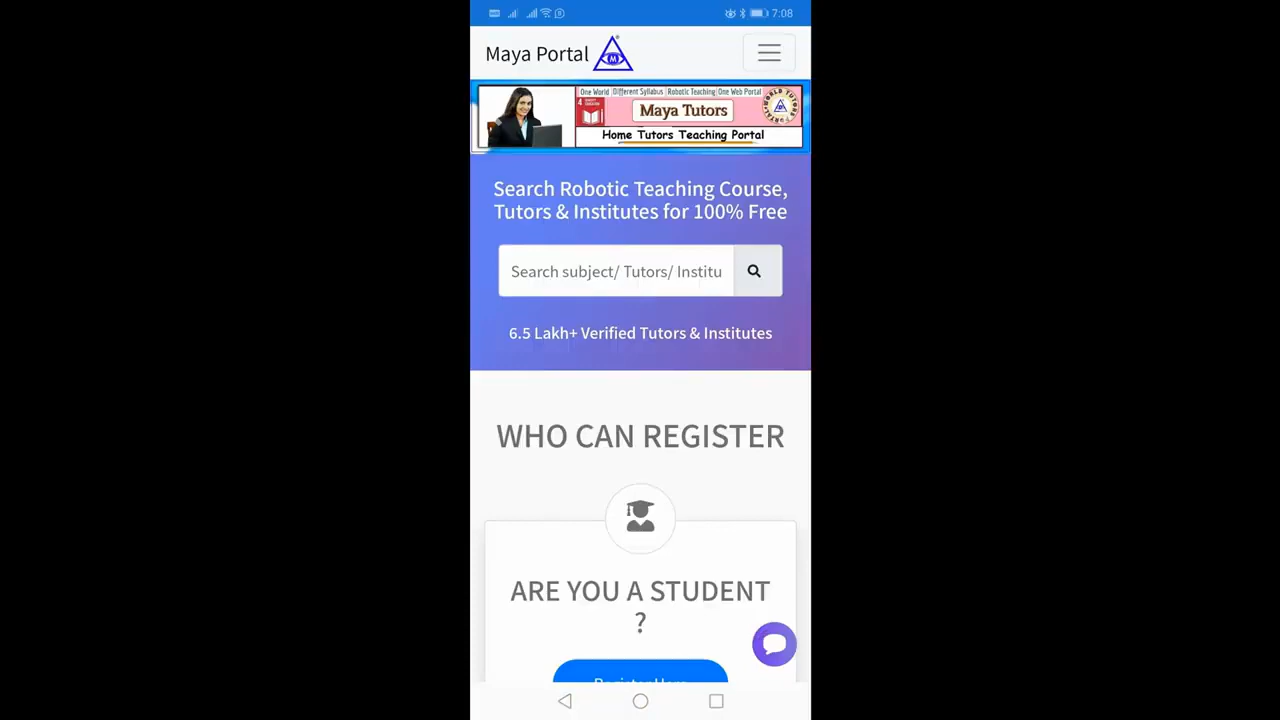 7:08
Maya Portal
One World Different Syllabus Robotic Teaching One Web Portal
Maya Tutors
Home Tutors Teaching Portal
Search Robotic Teaching Course,
Tutors & Institutes for 100% Free
Search subject/ Tutors/ Institu
6.5 Lakh+ Verified Tutors & Institutes
WHO CAN REGISTER
ARE YOU A STUDENT
?
Register Here